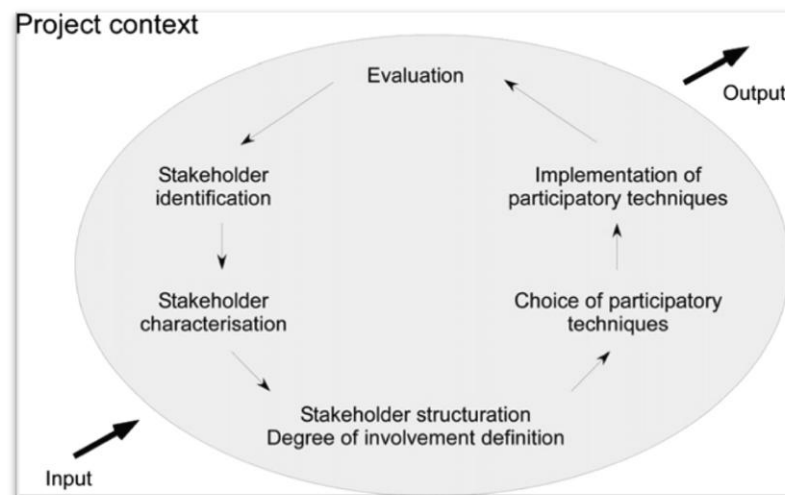 Project context
Evaluation
Output
Stakeholder
identification
Implementation of
participatory techniques
Stakeholder
characterisation
Choice of participatory
techniques
Stakeholder structuration
Degree of involvement definition
Input